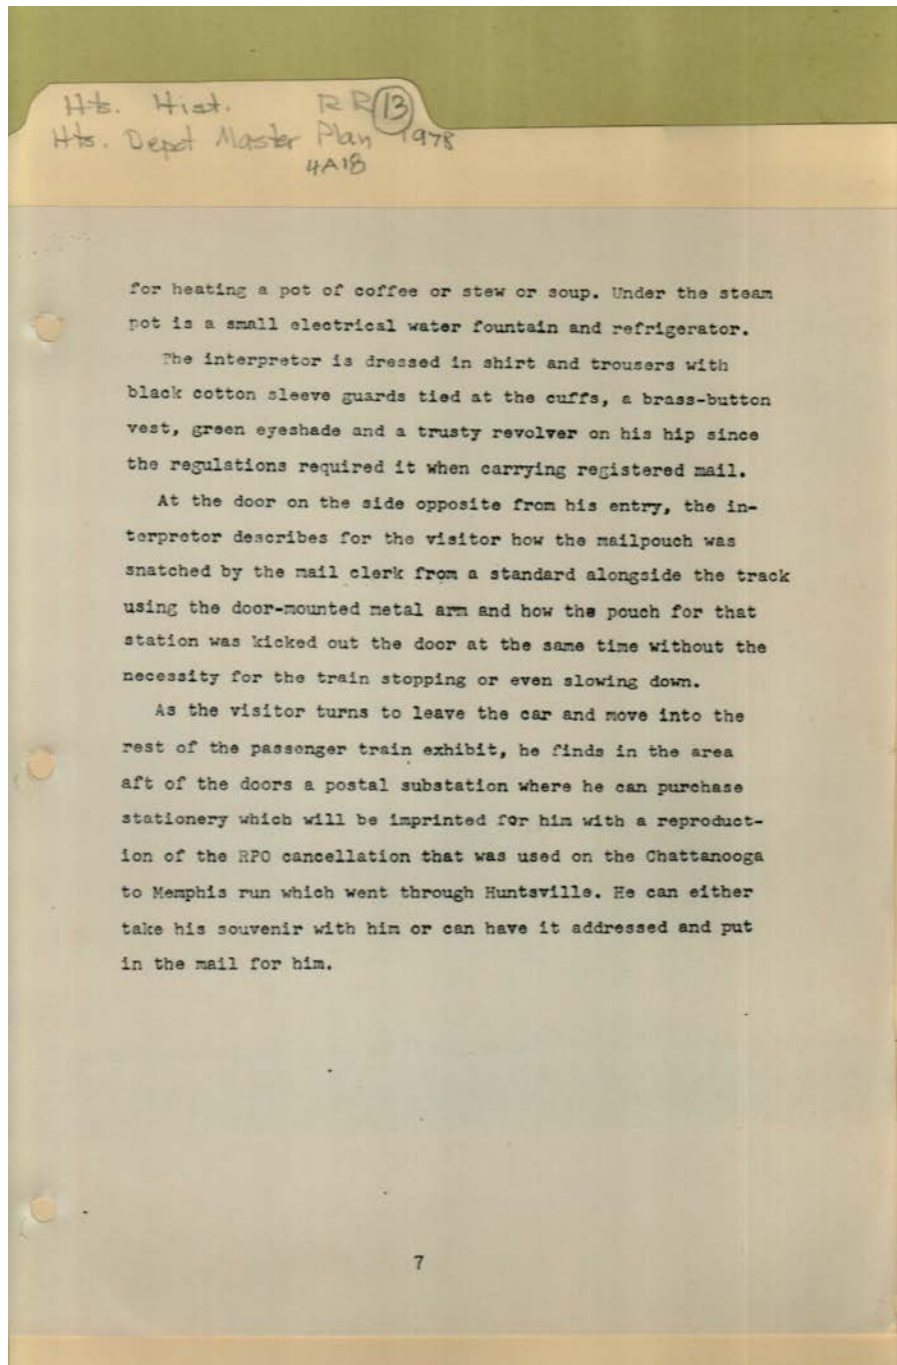 Hts. Hist. RR 13
Hts. Depot Master Plan 1978
4A18
for heating a pot of coffee or stew or soup. Under the steam
pot is a small electrical water fountain and refrigerator.
The interpretor is dressed in shirt and trousers with
black cotton sleeve guards tied at the cuffs, a brass-button
vest, green eyeshade and a trusty revolver on his hip since
the regulations required it when carrying registered mail.
At the door on the side opposite from his entry, the in-
terpretor describes for the visitor how the mailpouch was
snatched by the mail clerk from a standard alongside the track
using the door-mounted metal arm and how the pouch for that
station was kicked out the door at the same time without the
necessity for the train stopping or even slowing down.
As the visitor turns to leave the car and move into the
rest of the passenger train exhibit, he finds in the area
aft of the doors a postal substation where he can purchase
stationery which will be imprinted for him with a reproduct-
ion of the RPO cancellation that was used on the Chattanooga
to Memphis run which went through Huntsville. He can either
take his souvenir with him or can have it addressed and put
in the mail for him.
7